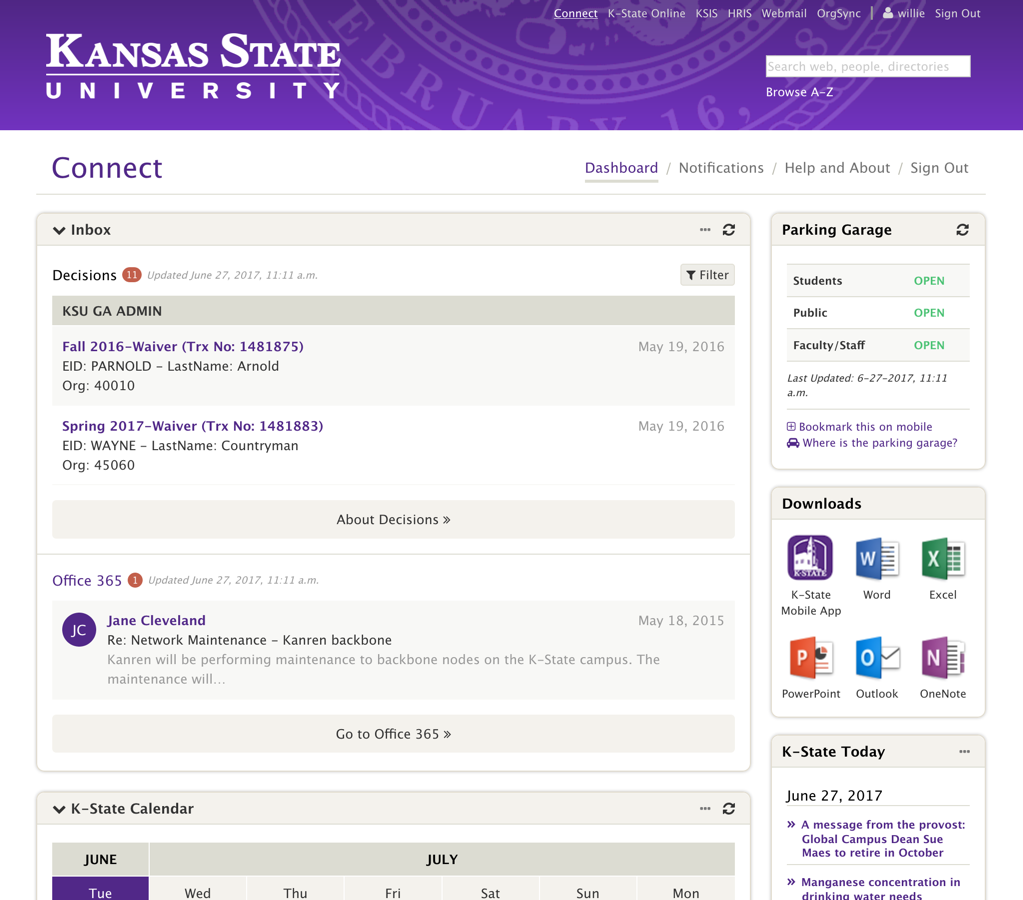 Connect K-State Online KSIS HRIS Webmail OrgSync | willie Sign Out
KANSAS STATE
UNIVERSITY
FEBRUARY 16,
Search web, people, directories
Browse A-Z
Connect
Dashboard / Notifications / Help and About / Sign Out
Inbox
Decisions 11 Updated June 27, 2017, 11:11 a.m.
Filter
KSU GA ADMIN
Fall 2016-Waiver (Trx No: 1481875) May 19, 2016
EID: PARNOLD - LastName: Arnold
Org: 40010
Spring 2017-Waiver (Trx No: 1481883) May 19, 2016
EID: WAYNE - LastName: Countryman
Org: 45060
About Decisions »
Office 365 1 Updated June 27, 2017, 11:11 a.m.
JC
Jane Cleveland May 18, 2015
Re: Network Maintenance - Kanren backbone
Kanren will be performing maintenance to backbone nodes on the K-State campus. The
maintenance will...
Go to Office 365 »
K-State Calendar
JUNE JULY
Tue Wed Thu Fri Sat Sun Mon
Parking Garage
Students OPEN
Public OPEN
Faculty/Staff OPEN
Last Updated: 6-27-2017, 11:11
a.m.
Bookmark this on mobile
Where is the parking garage?
Downloads
K-STATE
W
X
K-State
Mobile App
Word
Excel
P
O
N
PowerPoint
Outlook
OneNote
K-State Today
June 27, 2017
» A message from the provost:
Global Campus Dean Sue
Maes to retire in October
» Manganese concentration in
drinking water needs